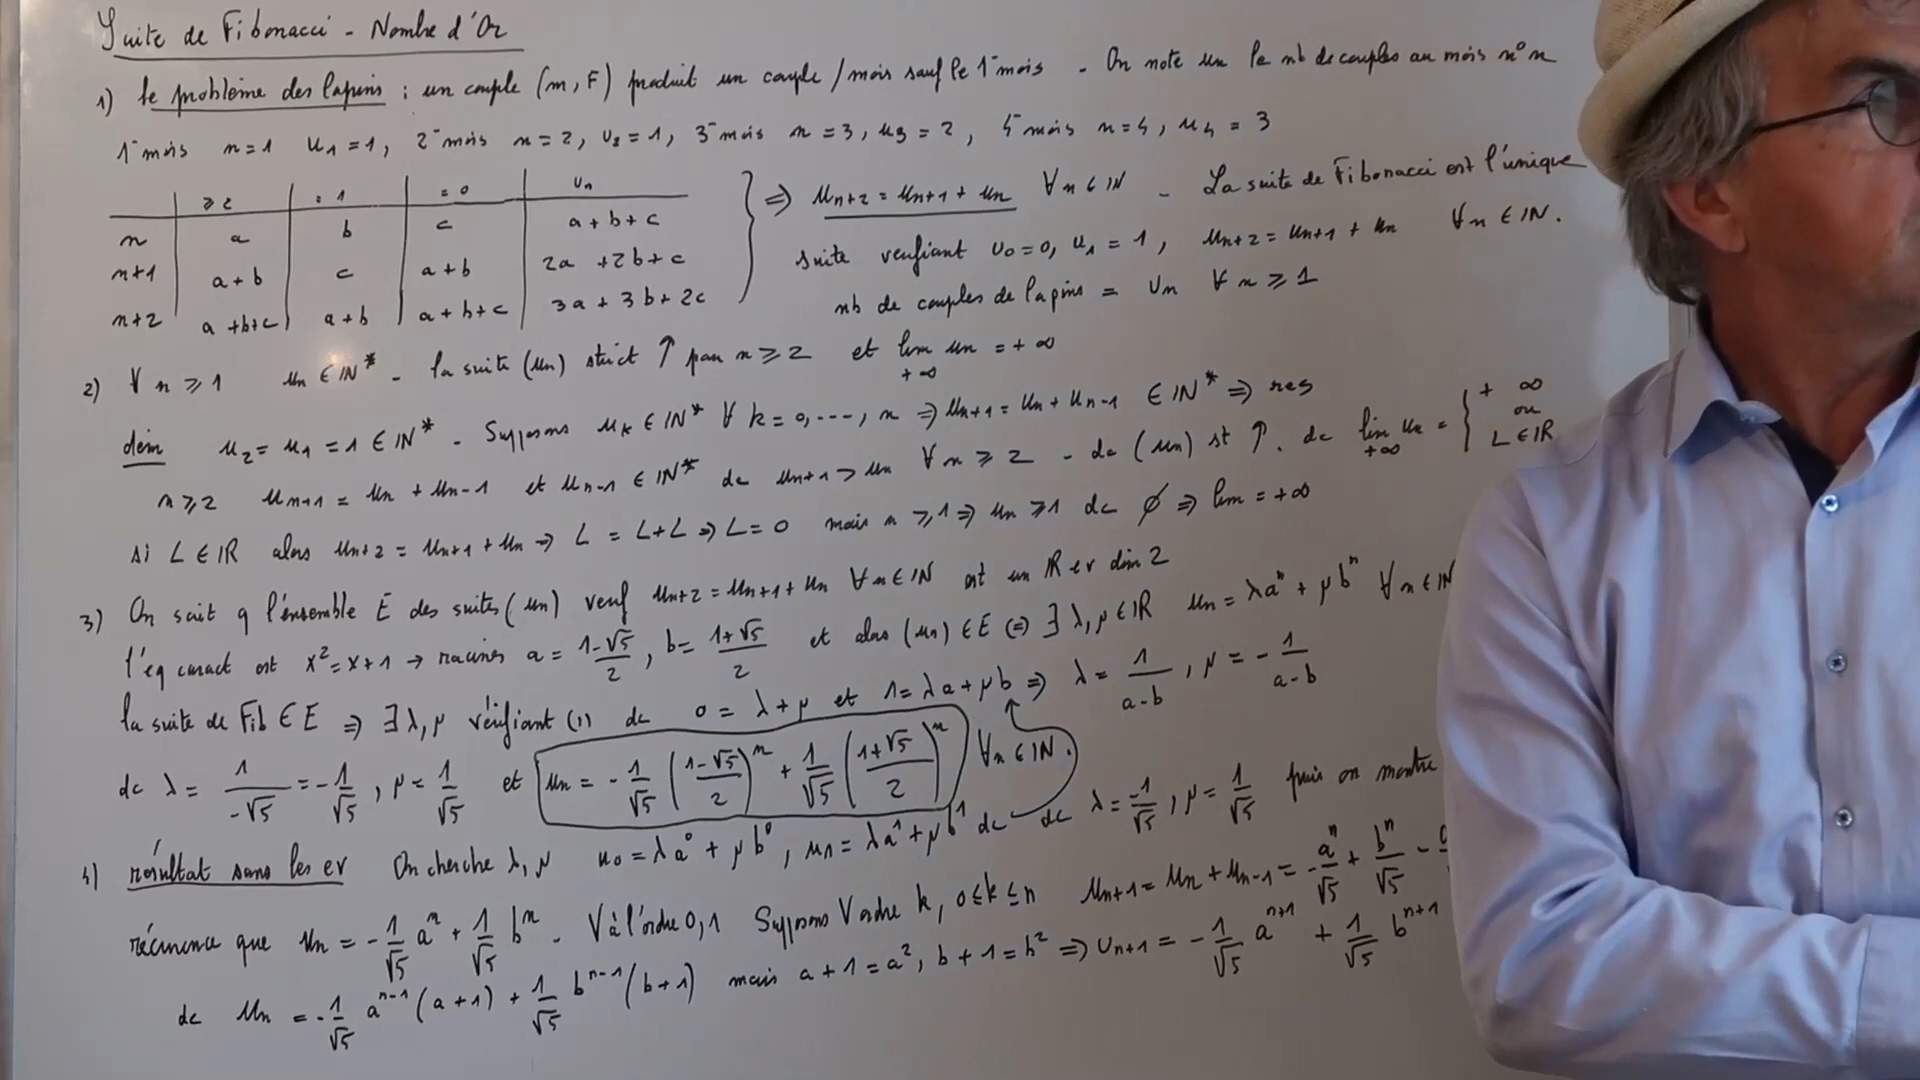 Suite de Fibonacci - Nombre d'Or
1) le problème des lapins : un couple (m, F) produit un couple / mois sauf le 1ᵉʳ mois - On note un le nb de couples au mois n° n
1ᵉʳ mois n = 1 u₁ = 1, 2ᵉ mois n = 2, u₂ = 1, 3ᵉ mois n = 3, u₃ = 2, 4ᵉ mois n = 4, u₄ = 3
≥ 2 = 1 = 0 un
n a b c a + b + c
n+1 a + b c a + b 2a + 2b + c
n+2 a + b + c a + b a + b + c 3a + 3b + 2c
⇒ un+2 = un+1 + un ∀ n ∈ IN - La suite de Fibonacci est l'unique
suite vérifiant u₀ = 0, u₁ = 1, un+2 = un+1 + un ∀ n ∈ IN.
nb de couples de lapins = un ∀ n ≥ 1
2) ∀ n ≥ 1 un ∈ IN* - la suite (un) strict ↑ pour n ≥ 2 et lim un = + ∞
+ ∞
dém u₂ = u₁ = 1 ∈ IN* - Supposons uk ∈ IN* ∀ k = 0, ---, n ⇒ un+1 = un + un-1 ∈ IN* ⇒ res
n ≥ 2 un+1 = un + un-1 et un-1 ∈ IN* dc un+1 > un ∀ n ≥ 2 - dc (un) st ↑. dc lim un = { + ∞ ou L ∈ IR
+∞
si L ∈ IR alors un+2 = un+1 + un → L = L + L ⇒ L = 0 mais n ≥ 1 ⇒ un ≥ 1 dc ∅ ⇒ lim = + ∞
3) On sait q l'ensemble E des suites (un) vérif un+2 = un+1 + un ∀ n ∈ IN est un IR ev dim 2
l'éq caract est x² = x + 1 → racines a = (1-√5)/2, b = (1+√5)/2 et alors (un) ∈ E ⇔ ∃ λ, μ ∈ IR un = λaⁿ + μbⁿ ∀ n ∈ IN
la suite de Fib ∈ E ⇒ ∃ λ, μ vérifiant (1) dc 0 = λ + μ et 1 = λa + μb ⇒ λ = 1/(a-b), μ = - 1/(a-b)
dc λ = 1/(-√5) = - 1/√5, μ = 1/√5 et un = - 1/√5 ((1-√5)/2)ⁿ + 1/√5 ((1+√5)/2)ⁿ ∀ n ∈ IN.
4) résultat sans les ev On cherche λ, μ u₀ = λa⁰ + μb⁰, u₁ = λa¹ + μb¹ dc dc λ = -1/√5, μ = 1/√5 puis on montre
récurrence que un = - 1/√5 aⁿ + 1/√5 bⁿ - V à l'ordre 0, 1 Supposons V ordre k, 0 ≤ k ≤ n un+1 = un + un-1 = - aⁿ/√5 + bⁿ/√5 -
dc un = - 1/√5 aⁿ⁻¹ (a + 1) + 1/√5 bⁿ⁻¹ (b + 1) mais a + 1 = a², b + 1 = b² ⇒ un+1 = - 1/√5 aⁿ⁺¹ + 1/√5 bⁿ⁺¹